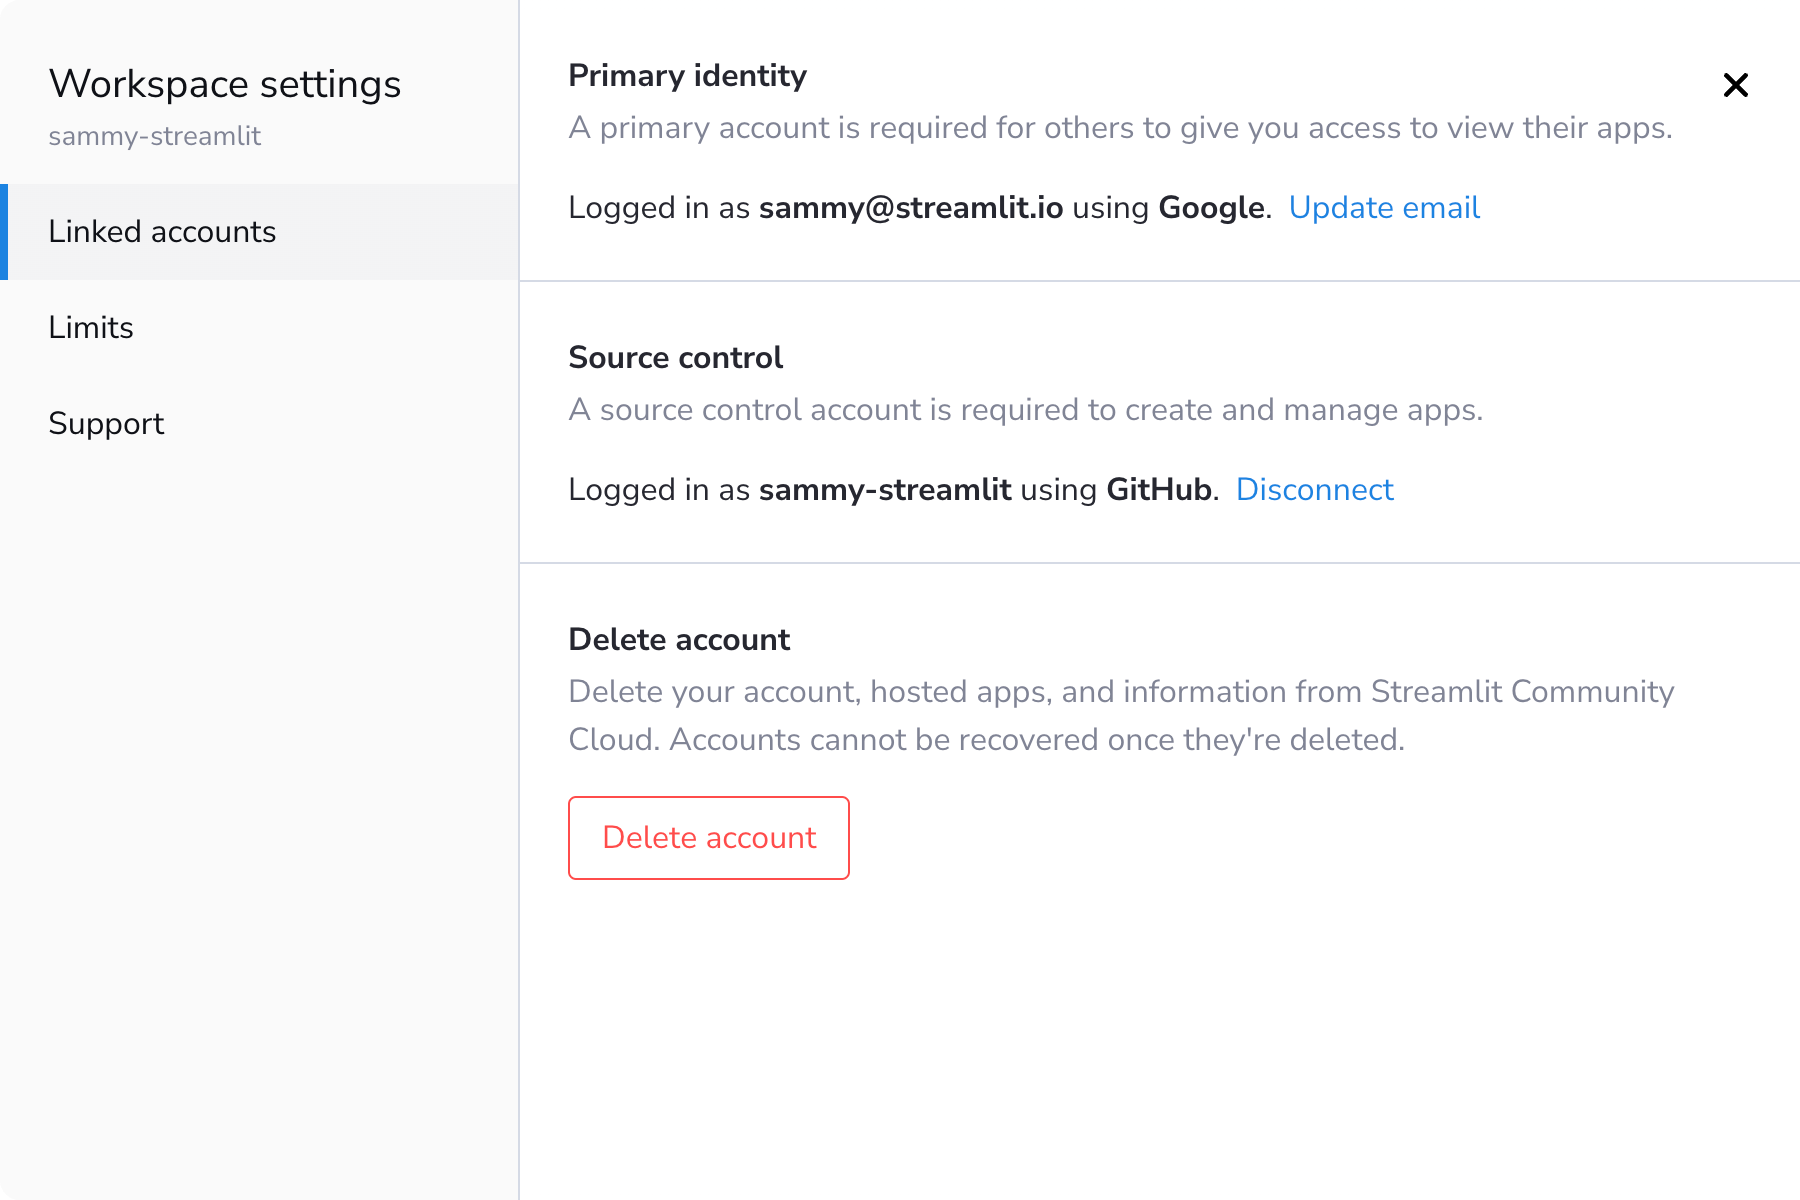 Workspace settings
sammy-streamlit
Linked accounts
Limits
Support
Primary identity
A primary account is required for others to give you access to view their apps.
Logged in as sammy@streamlit.io using Google. Update email
Source control
A source control account is required to create and manage apps.
Logged in as sammy-streamlit using GitHub. Disconnect
Delete account
Delete your account, hosted apps, and information from Streamlit Community
Cloud. Accounts cannot be recovered once they're deleted.
Delete account